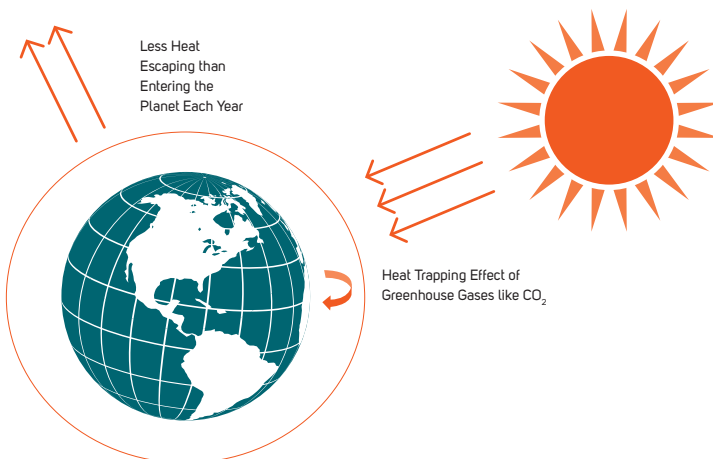 Less Heat
Escaping than
Entering the
Planet Each Year
Heat Trapping Effect of
Greenhouse Gases like CO₂